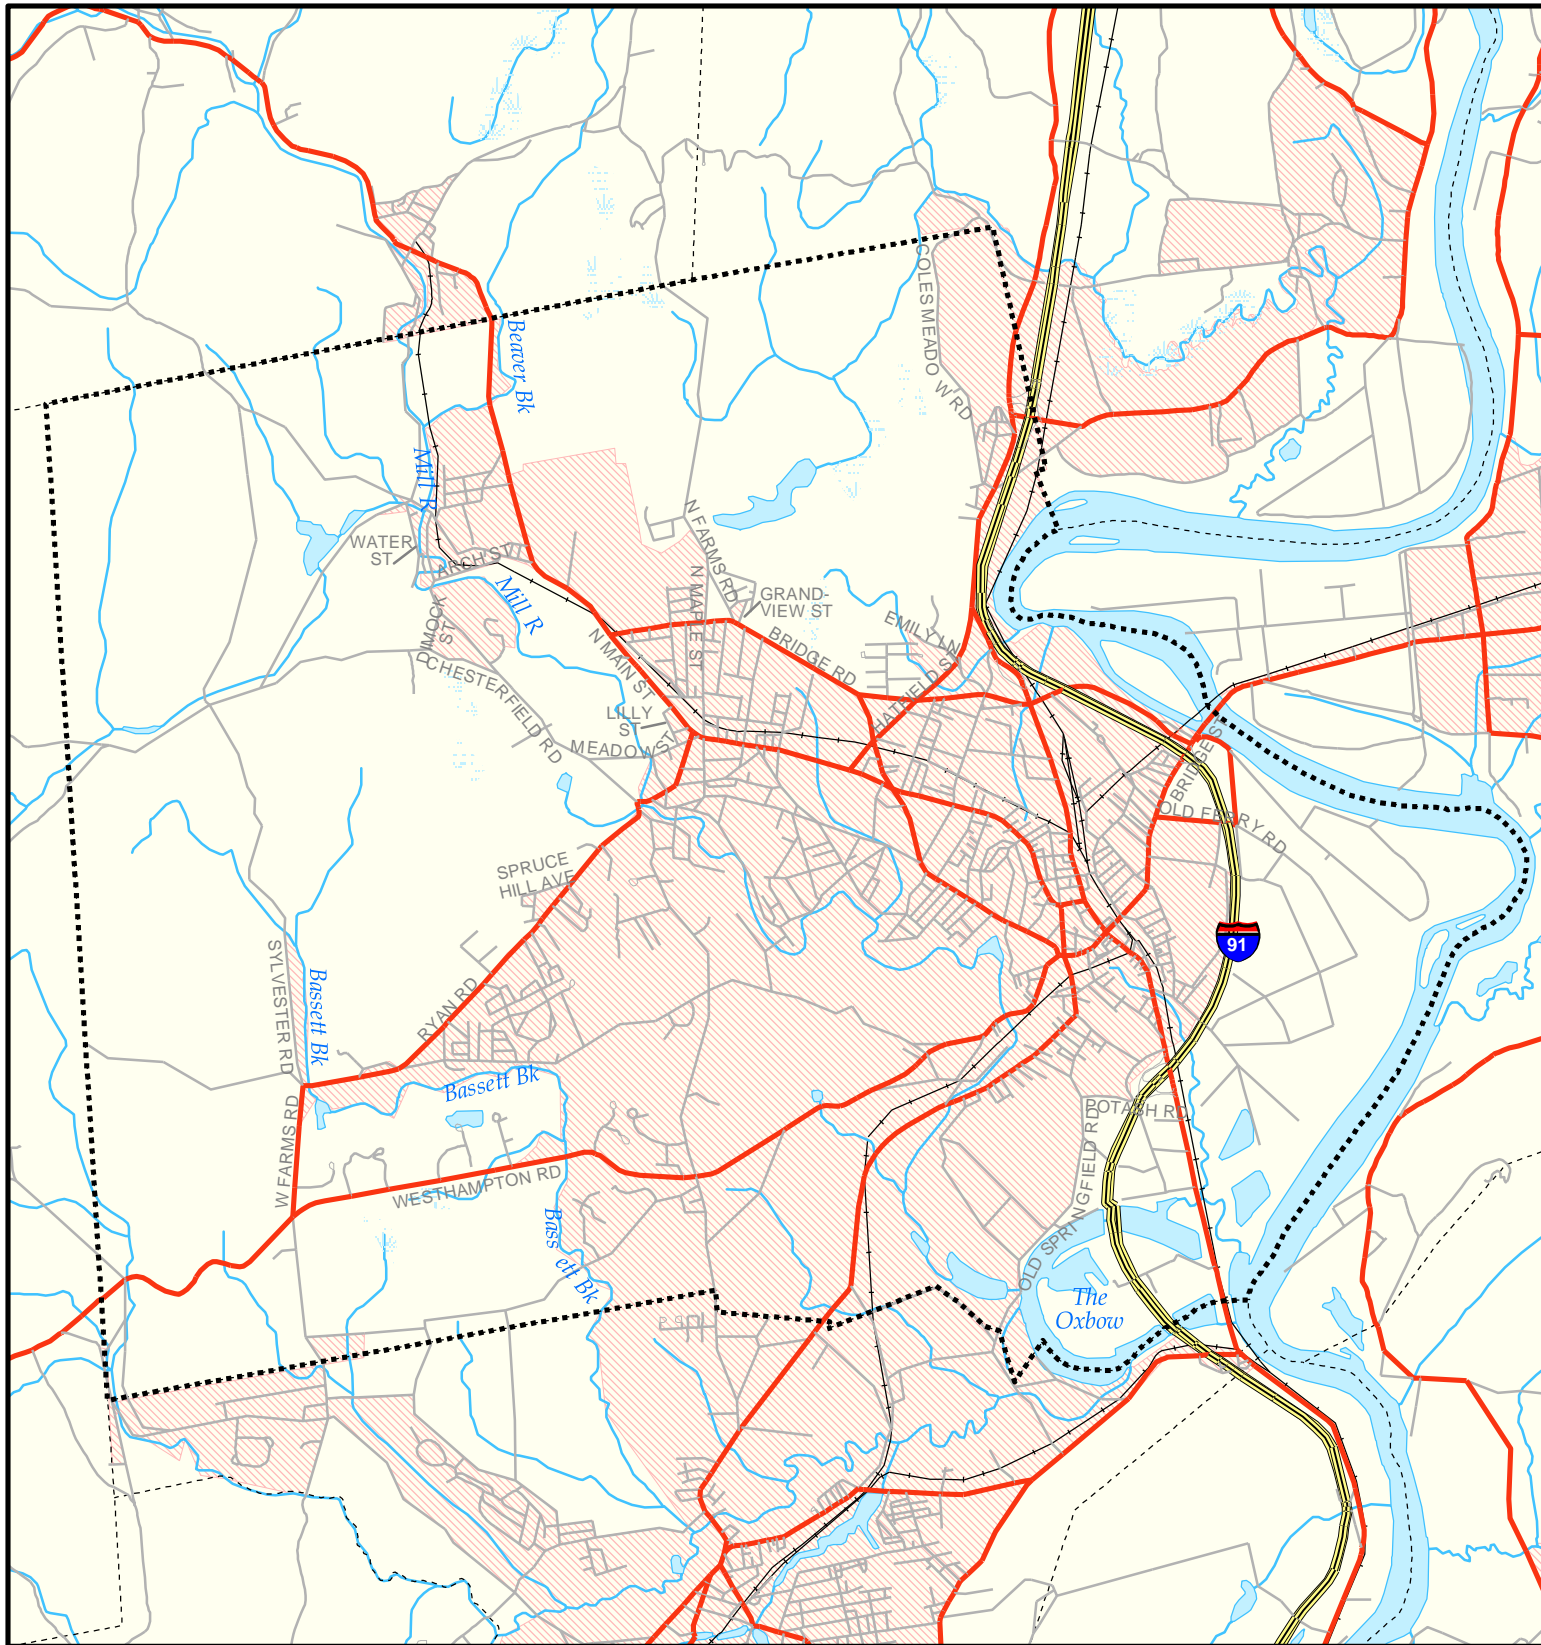 COLES MEADOW RD
Beaver Bk
Mill R
N FARMS RD
WATER
ST
ARCH ST
Mill R
N MAPLE ST
GRAND-
VIEW ST
DIMOCK
ST
EMILY LN
BRIDGE RD
N MAIN ST
HATFIELD ST
CHESTERFIELD RD
LILLY
ST
MEADOW ST
BRIDGE ST
OLD FERRY RD
SPRUCE
HILL AVE
91
SYLVESTER RD
Bassett Bk
RYAN RD
Bassett Bk
POTASH RD
W FARMS RD
WESTHAMPTON RD
OLD SPRINGFIELD RD
Bassett Bk
The
Oxbow